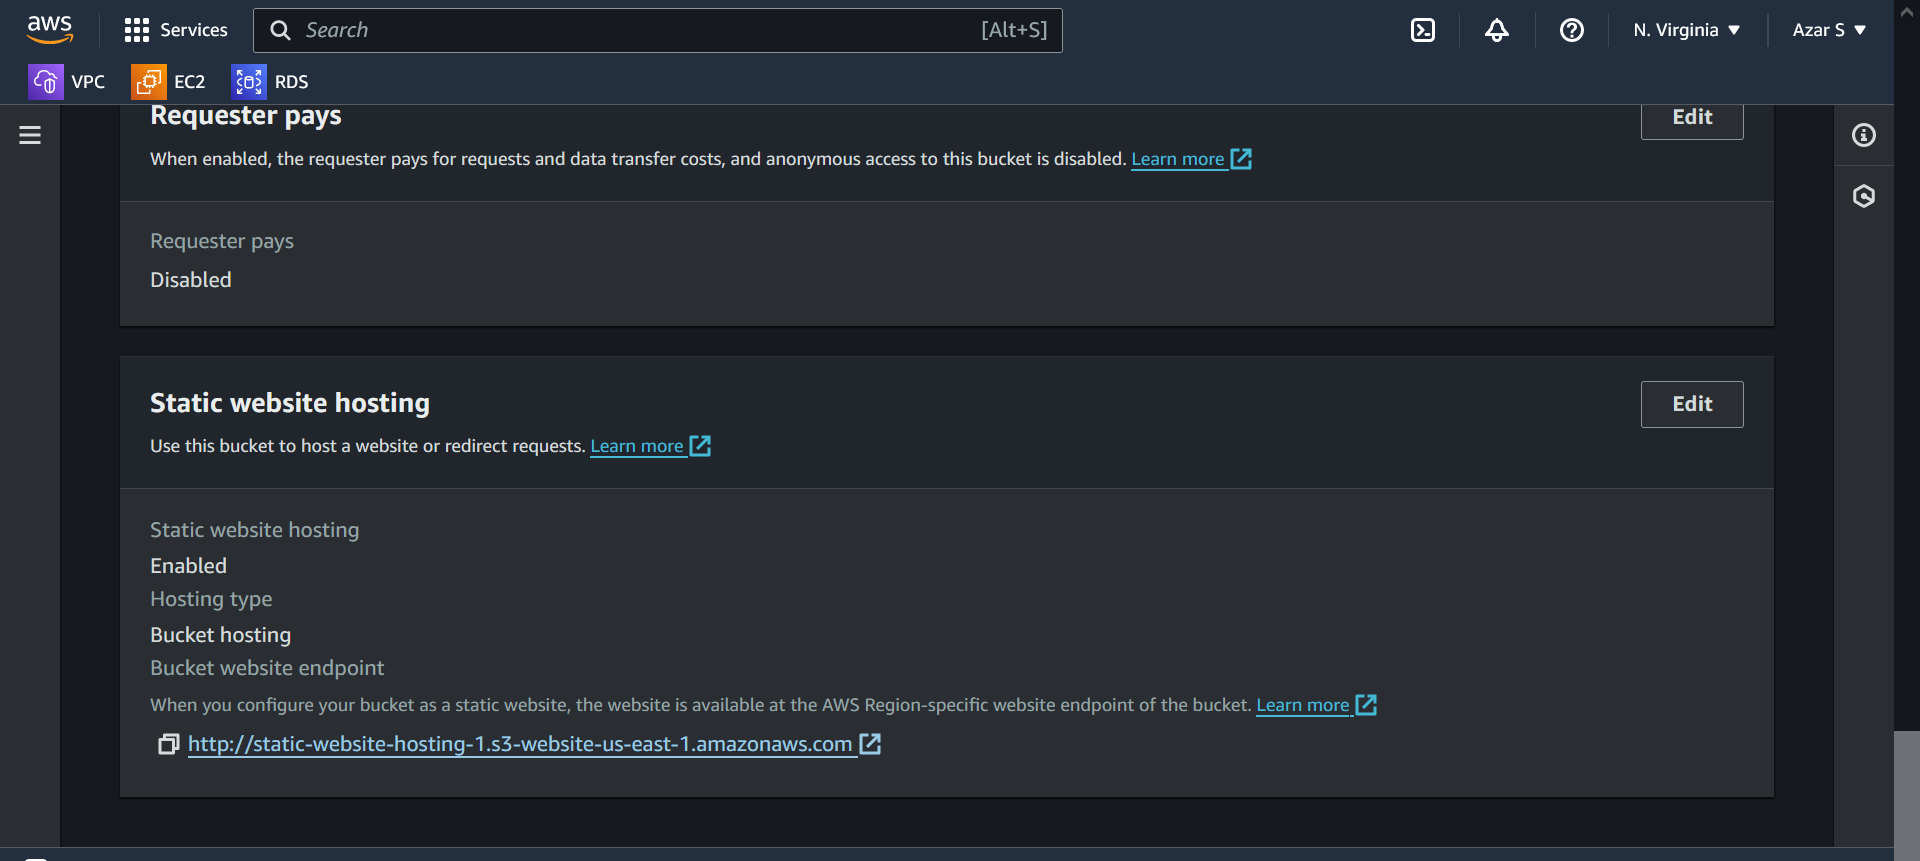 aws
Services
Search [Alt+S]
N. Virginia
Azar S
VPC
EC2
RDS
Requester pays
Edit
When enabled, the requester pays for requests and data transfer costs, and anonymous access to this bucket is disabled. Learn more
Requester pays
Disabled
Static website hosting
Edit
Use this bucket to host a website or redirect requests. Learn more
Static website hosting
Enabled
Hosting type
Bucket hosting
Bucket website endpoint
When you configure your bucket as a static website, the website is available at the AWS Region-specific website endpoint of the bucket. Learn more
http://static-website-hosting-1.s3-website-us-east-1.amazonaws.com